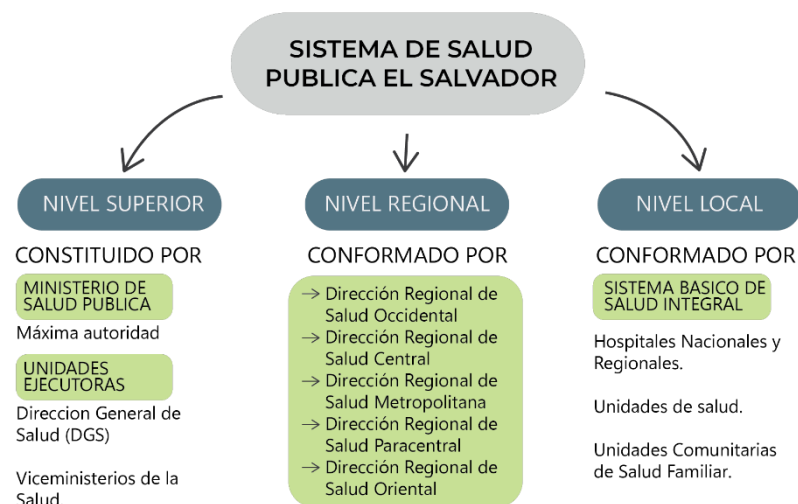 SISTEMA DE SALUD
PUBLICA EL SALVADOR
NIVEL SUPERIOR
CONSTITUIDO POR
MINISTERIO DE
SALUD PUBLICA
Máxima autoridad
UNIDADES
EJECUTORAS
Direccion General de
Salud (DGS)
Viceministerios de la
Salud
NIVEL REGIONAL
CONFORMADO POR
→ Dirección Regional de
Salud Occidental
→ Dirección Regional de
Salud Central
→ Dirección Regional de
Salud Metropolitana
→ Dirección Regional de
Salud Paracentral
→ Dirección Regional de
Salud Oriental
NIVEL LOCAL
CONFORMADO POR
SISTEMA BASICO DE
SALUD INTEGRAL
Hospitales Nacionales y
Regionales.
Unidades de salud.
Unidades Comunitarias
de Salud Familiar.